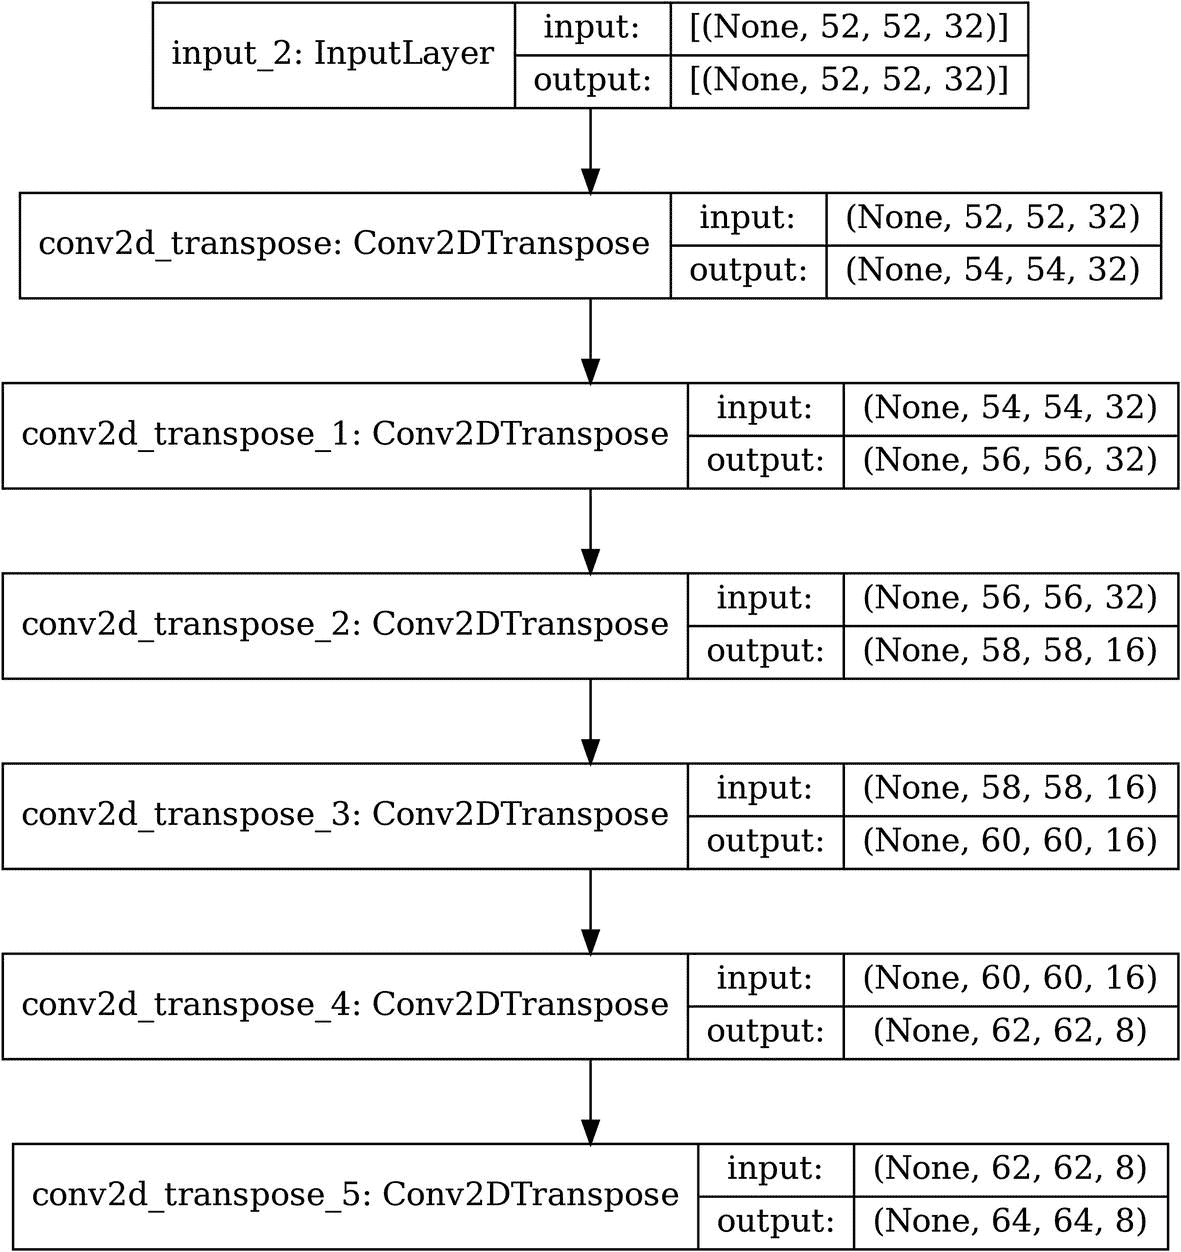 input_2: InputLayer
input: [(None, 52, 52, 32)]
output: [(None, 52, 52, 32)]
conv2d_transpose: Conv2DTranspose
input: (None, 52, 52, 32)
output: (None, 54, 54, 32)
conv2d_transpose_1: Conv2DTranspose
input: (None, 54, 54, 32)
output: (None, 56, 56, 32)
conv2d_transpose_2: Conv2DTranspose
input: (None, 56, 56, 32)
output: (None, 58, 58, 16)
conv2d_transpose_3: Conv2DTranspose
input: (None, 58, 58, 16)
output: (None, 60, 60, 16)
conv2d_transpose_4: Conv2DTranspose
input: (None, 60, 60, 16)
output: (None, 62, 62, 8)
conv2d_transpose_5: Conv2DTranspose
input: (None, 62, 62, 8)
output: (None, 64, 64, 8)